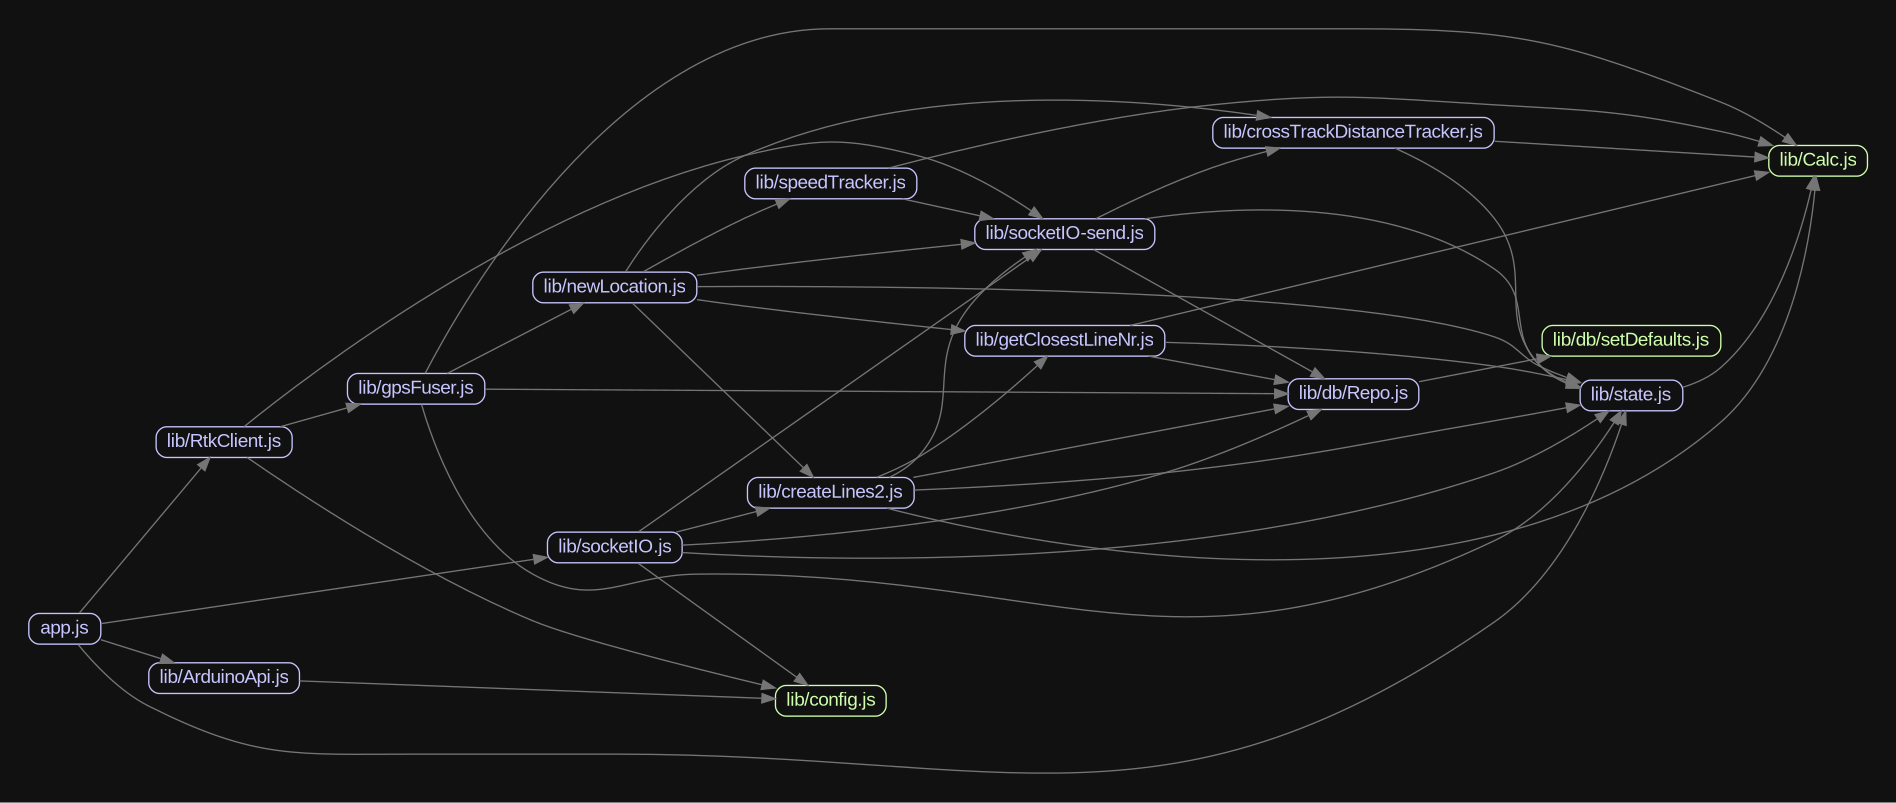 lib/crossTrackDistanceTracker.js
lib/Calc.js
lib/speedTracker.js
lib/socketIO-send.js
lib/newLocation.js
lib/getClosestLineNr.js
lib/db/setDefaults.js
lib/gpsFuser.js
lib/db/Repo.js
lib/state.js
lib/RtkClient.js
lib/createLines2.js
lib/socketIO.js
app.js
lib/ArduinoApi.js
lib/config.js